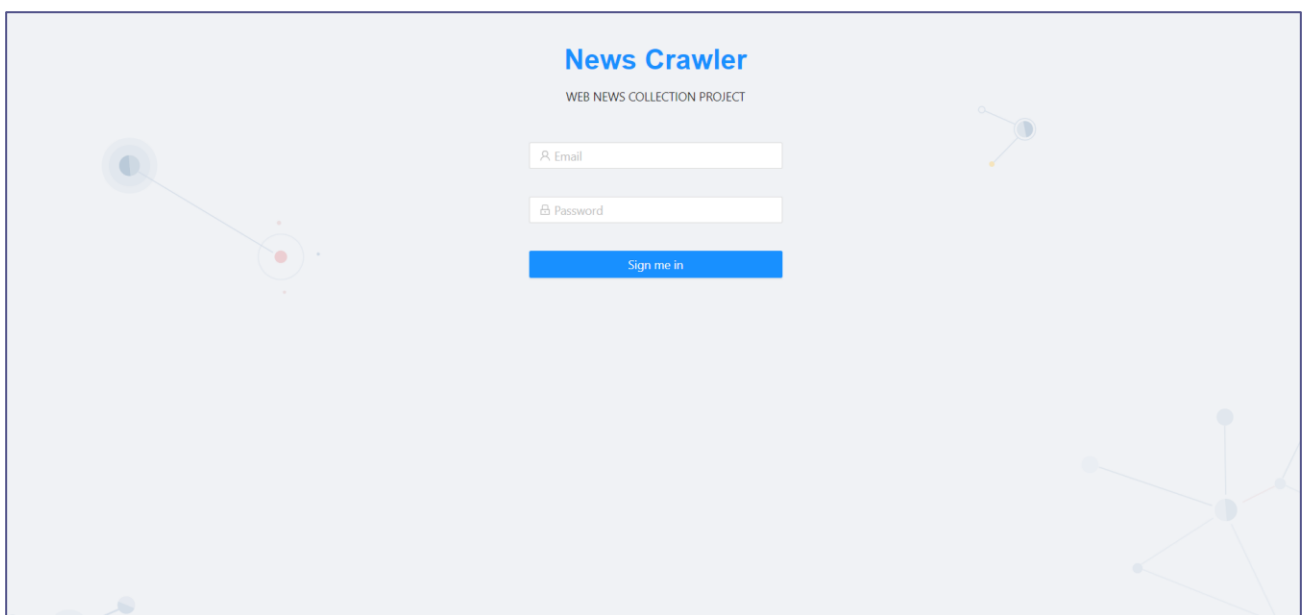 News Crawler
WEB NEWS COLLECTION PROJECT
Email
Password
Sign me in